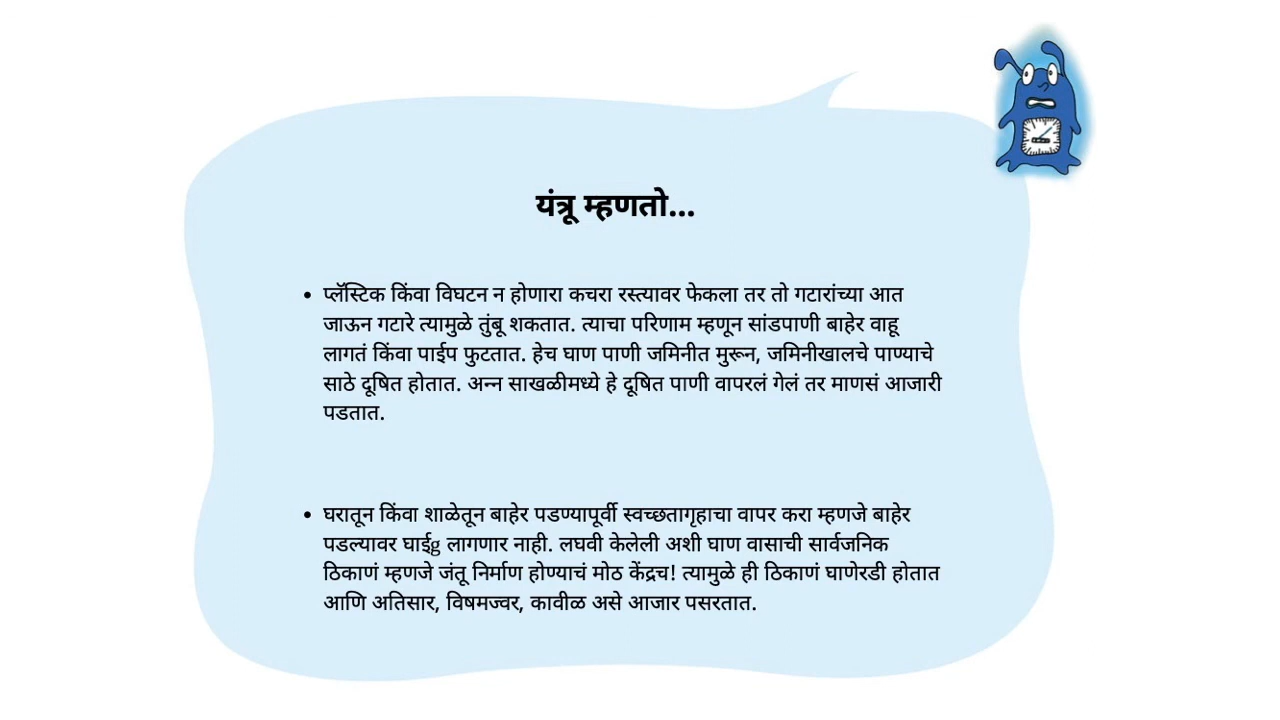 यंत्रू म्हणतो...
• प्लॅस्टिक किंवा विघटन न होणारा कचरा रस्त्यावर फेकला तर तो गटारांच्या आत
जाऊन गटारे त्यामुळे तुंबू शकतात. त्याचा परिणाम म्हणून सांडपाणी बाहेर वाहू
लागतं किंवा पाईप फुटतात. हेच घाण पाणी जमिनीत मुरून, जमिनीखालचे पाण्याचे
साठे दूषित होतात. अन्न साखळीमध्ये हे दूषित पाणी वापरलं गेलं तर माणसं आजारी
पडतात.
• घरातून किंवा शाळेतून बाहेर पडण्यापूर्वी स्वच्छतागृहाचा वापर करा म्हणजे बाहेर
पडल्यावर घाईg लागणार नाही. लघवी केलेली अशी घाण वासाची सार्वजनिक
ठिकाणं म्हणजे जंतू निर्माण होण्याचं मोठ केंद्रच! त्यामुळे ही ठिकाणं घाणेरडी होतात
आणि अतिसार, विषमज्वर, कावीळ असे आजार पसरतात.